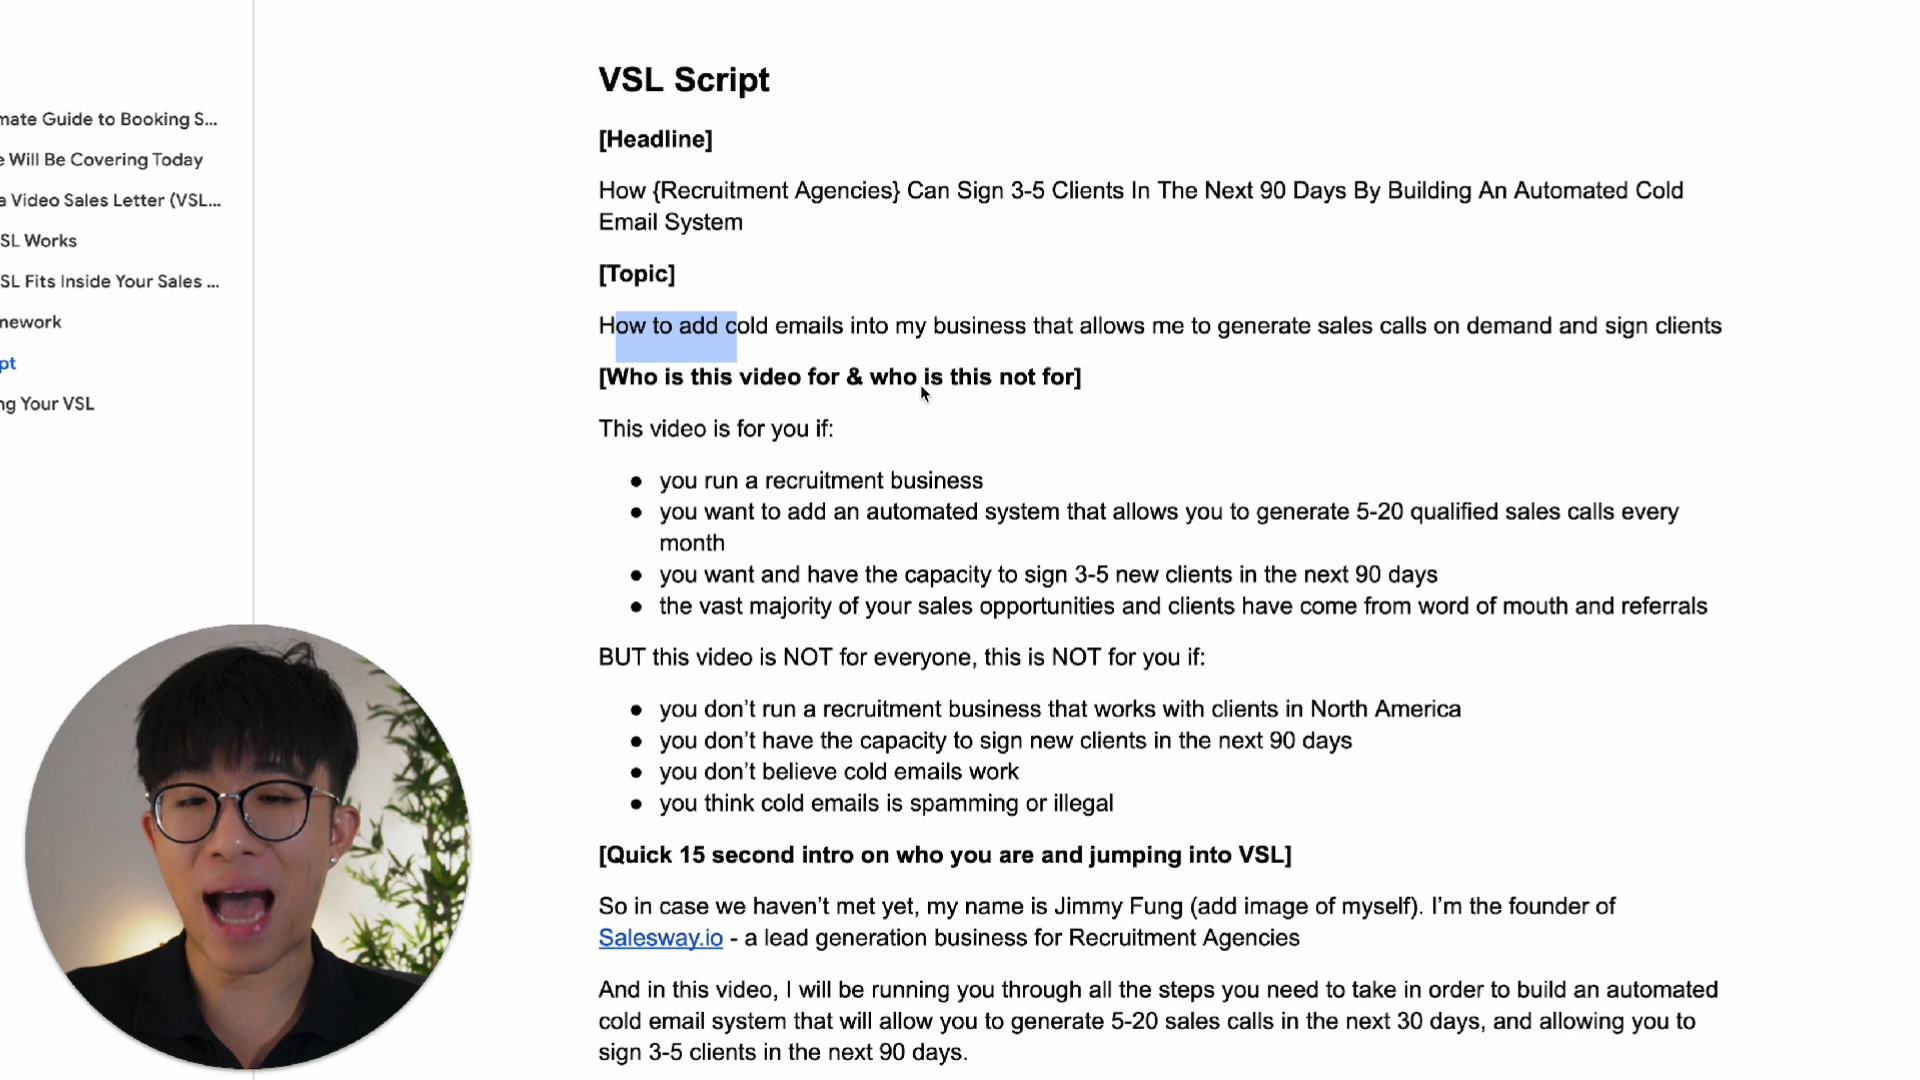 mate Guide to Booking S...
e Will Be Covering Today
a Video Sales Letter (VSL...
SL Works
SL Fits Inside Your Sales ...
nework
pt
ng Your VSL
VSL Script
[Headline]
How {Recruitment Agencies} Can Sign 3-5 Clients In The Next 90 Days By Building An Automated Cold
Email System
[Topic]
How to add cold emails into my business that allows me to generate sales calls on demand and sign clients
[Who is this video for & who is this not for]
This video is for you if:
● you run a recruitment business
● you want to add an automated system that allows you to generate 5-20 qualified sales calls every
month
● you want and have the capacity to sign 3-5 new clients in the next 90 days
● the vast majority of your sales opportunities and clients have come from word of mouth and referrals
BUT this video is NOT for everyone, this is NOT for you if:
● you don’t run a recruitment business that works with clients in North America
● you don’t have the capacity to sign new clients in the next 90 days
● you don’t believe cold emails work
● you think cold emails is spamming or illegal
[Quick 15 second intro on who you are and jumping into VSL]
So in case we haven’t met yet, my name is Jimmy Fung (add image of myself). I’m the founder of
Salesway.io - a lead generation business for Recruitment Agencies
And in this video, I will be running you through all the steps you need to take in order to build an automated
cold email system that will allow you to generate 5-20 sales calls in the next 30 days, and allowing you to
sign 3-5 clients in the next 90 days.